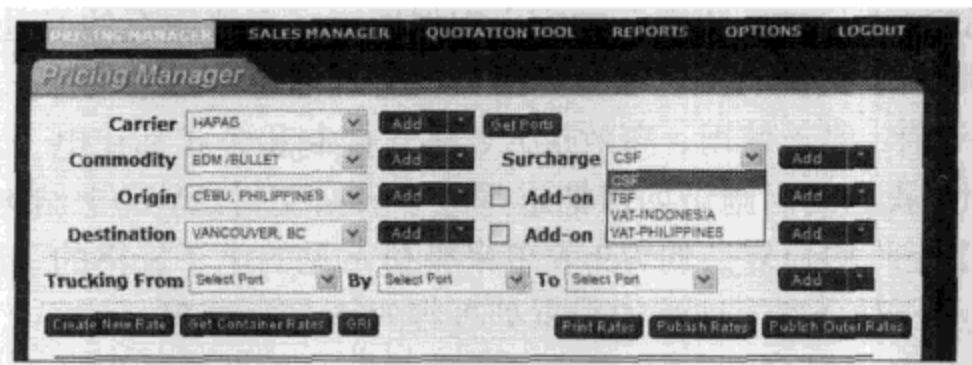 PRICING MANAGER SALES MANAGER QUOTATION TOOL REPORTS OPTIONS LOGOUT
Pricing Manager
Carrier HAPAG Add Get Ports
Commodity BDM /BULLET Add Surcharge CSF Add
CSF
Origin CEBU, PHILIPPINES Add Add-on TSF
VAT-INDONESIA
Destination VANCOUVER, BC Add Add-on VAT-PHILIPPINES Add
Trucking From Select Port By Select Port To Select Port Add
Create New Rate Get Container Rates GRI Print Rates Publish Rates Publish Outer Rates